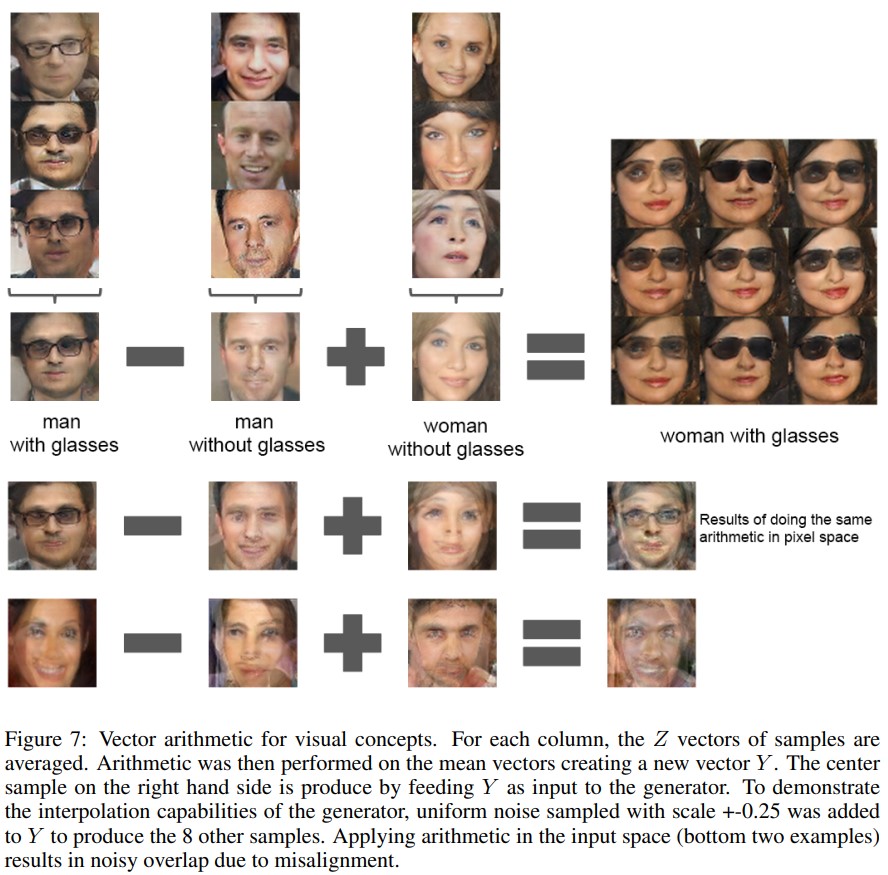 man
with glasses
man
without glasses
woman
without glasses
woman with glasses
Results of doing the same
arithmetic in pixel space
Figure 7: Vector arithmetic for visual concepts. For each column, the Z vectors of samples are
averaged. Arithmetic was then performed on the mean vectors creating a new vector Y. The center
sample on the right hand side is produce by feeding Y as input to the generator. To demonstrate
the interpolation capabilities of the generator, uniform noise sampled with scale +-0.25 was added
to Y to produce the 8 other samples. Applying arithmetic in the input space (bottom two examples)
results in noisy overlap due to misalignment.